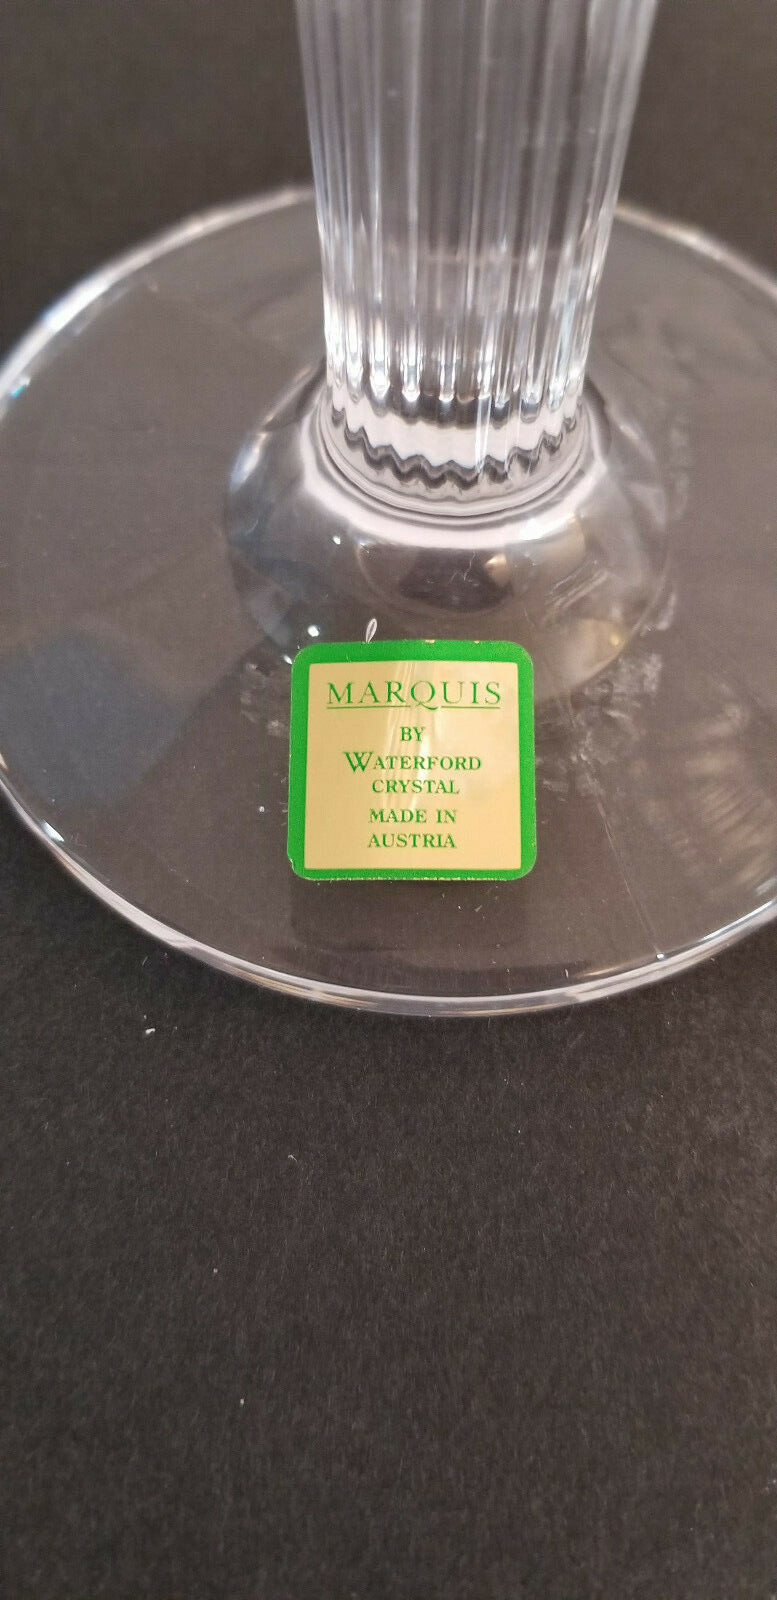 MARQUIS
BY
WATERFORD
CRYSTAL
MADE IN
AUSTRIA